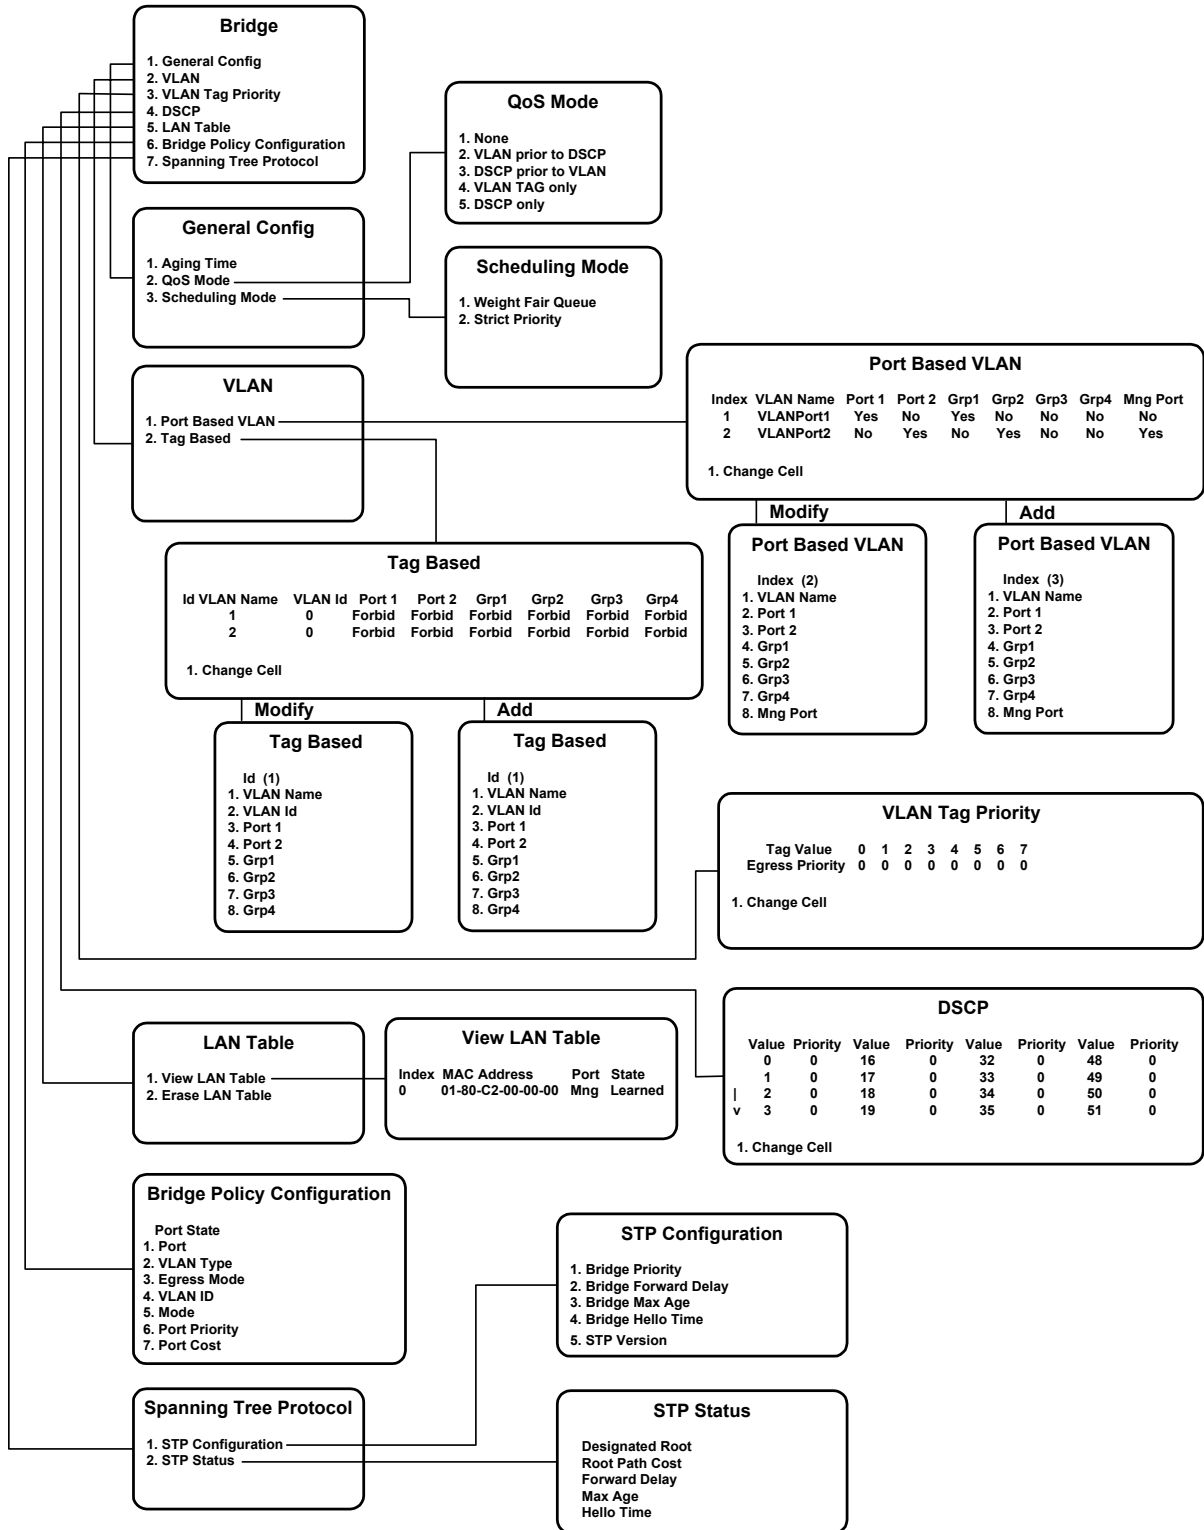 Bridge
1. General Config
2. VLAN
3. VLAN Tag Priority
4. DSCP
5. LAN Table
6. Bridge Policy Configuration
7. Spanning Tree Protocol
QoS Mode
1. None
2. VLAN prior to DSCP
3. DSCP prior to VLAN
4. VLAN TAG only
5. DSCP only
General Config
1. Aging Time
2. QoS Mode
3. Scheduling Mode
Scheduling Mode
1. Weight Fair Queue
2. Strict Priority
VLAN
1. Port Based VLAN
2. Tag Based
Port Based VLAN
Index VLAN Name Port 1 Port 2 Grp1 Grp2 Grp3 Grp4 Mng Port
1 VLANPort1 Yes No Yes No No No No
2 VLANPort2 No Yes No Yes No No Yes
1. Change Cell
Modify
Add
Port Based VLAN
Index (2)
1. VLAN Name
2. Port 1
3. Port 2
4. Grp1
5. Grp2
6. Grp3
7. Grp4
8. Mng Port
Port Based VLAN
Index (3)
1. VLAN Name
2. Port 1
3. Port 2
4. Grp1
5. Grp2
6. Grp3
7. Grp4
8. Mng Port
Tag Based
Id VLAN Name VLAN Id Port 1 Port 2 Grp1 Grp2 Grp3 Grp4
1 0 Forbid Forbid Forbid Forbid Forbid Forbid
2 0 Forbid Forbid Forbid Forbid Forbid Forbid
1. Change Cell
Modify
Add
Tag Based
Id (1)
1. VLAN Name
2. VLAN Id
3. Port 1
4. Port 2
5. Grp1
6. Grp2
7. Grp3
8. Grp4
Tag Based
Id (1)
1. VLAN Name
2. VLAN Id
3. Port 1
4. Port 2
5. Grp1
6. Grp2
7. Grp3
8. Grp4
VLAN Tag Priority
Tag Value 0 1 2 3 4 5 6 7
Egress Priority 0 0 0 0 0 0 0 0
1. Change Cell
DSCP
Value Priority Value Priority Value Priority Value Priority
0 0 16 0 32 0 48 0
1 0 17 0 33 0 49 0
| 2 0 18 0 34 0 50 0
v 3 0 19 0 35 0 51 0
1. Change Cell
LAN Table
1. View LAN Table
2. Erase LAN Table
View LAN Table
Index MAC Address Port State
0 01-80-C2-00-00-00 Mng Learned
Bridge Policy Configuration
Port State
1. Port
2. VLAN Type
3. Egress Mode
4. VLAN ID
5. Mode
6. Port Priority
7. Port Cost
STP Configuration
1. Bridge Priority
2. Bridge Forward Delay
3. Bridge Max Age
4. Bridge Hello Time
5. STP Version
Spanning Tree Protocol
1. STP Configuration
2. STP Status
STP Status
Designated Root
Root Path Cost
Forward Delay
Max Age
Hello Time